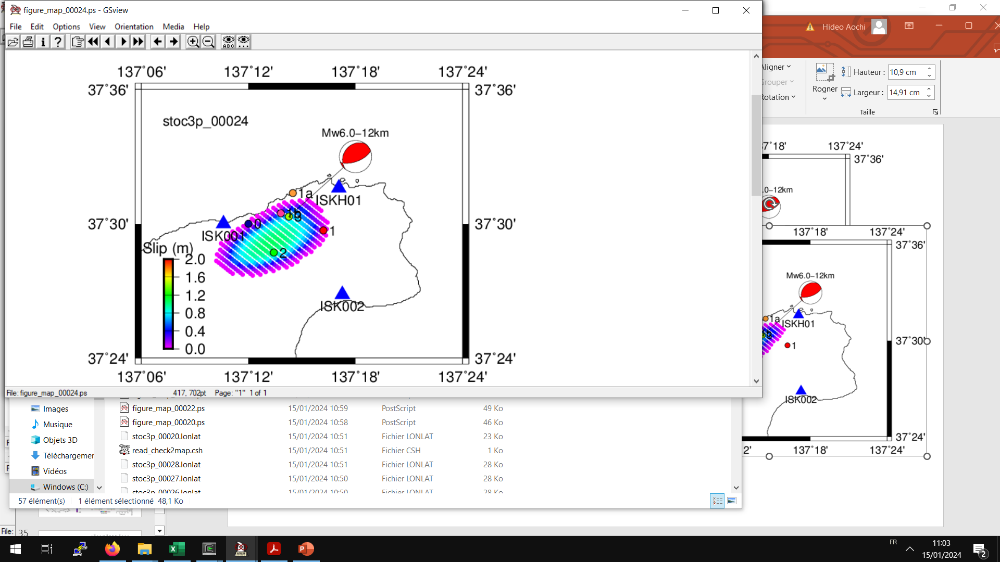 figure_map_00024.ps - GSview
File Edit Options View Orientation Media Help
137˚06' 137˚12' 137˚18' 137˚24'
37˚36' 37˚36'
stoc3p_00024
Mw6.0−12km
1a
ISKH01
1b
3
37˚30' 37˚30'
0
1
ISK001
Slip (m)
2
2.0
1.6
1.2
0.8
0.4
0.0
ISK002
37˚24' 37˚24'
137˚06' 137˚12' 137˚18' 137˚24'
File: figure_map_00024.ps 417, 702pt Page: "1" 1 of 1
Hideo Aochi
Aligner
Grouper
Rotation
Rogner
Hauteur : 10,9 cm
Largeur : 14,91 cm
Taille
7˚18' 137˚24'
37˚36'
.0−12km
137˚18' 137˚24'
37˚36'
Mw6.0−12km
1a
ISKH01
37˚30'
1
ISK002
37˚24'
2' 137˚18' 137˚24'
Images
Musique
Objets 3D
Téléchargemer
Vidéos
Windows (C:)
figure_map_00022.ps 15/01/2024 10:59 PostScript 49 Ko
figure_map_00020.ps 15/01/2024 10:58 PostScript 46 Ko
stoc3p_00020.lonlat 15/01/2024 10:51 Fichier LONLAT 23 Ko
read_check2map.csh 15/01/2024 10:51 Fichier CSH 1 Ko
stoc3p_00028.lonlat 15/01/2024 10:51 Fichier LONLAT 28 Ko
stoc3p_00027.lonlat 15/01/2024 10:50 Fichier LONLAT 28 Ko
stoc3p_00026.lonlat 15/01/2024 10:50 Fichier LONLAT 28 Ko
57 élément(s) 1 élément sélectionné 48,1 Ko
File:
35
FR
11:03
15/01/2024
2